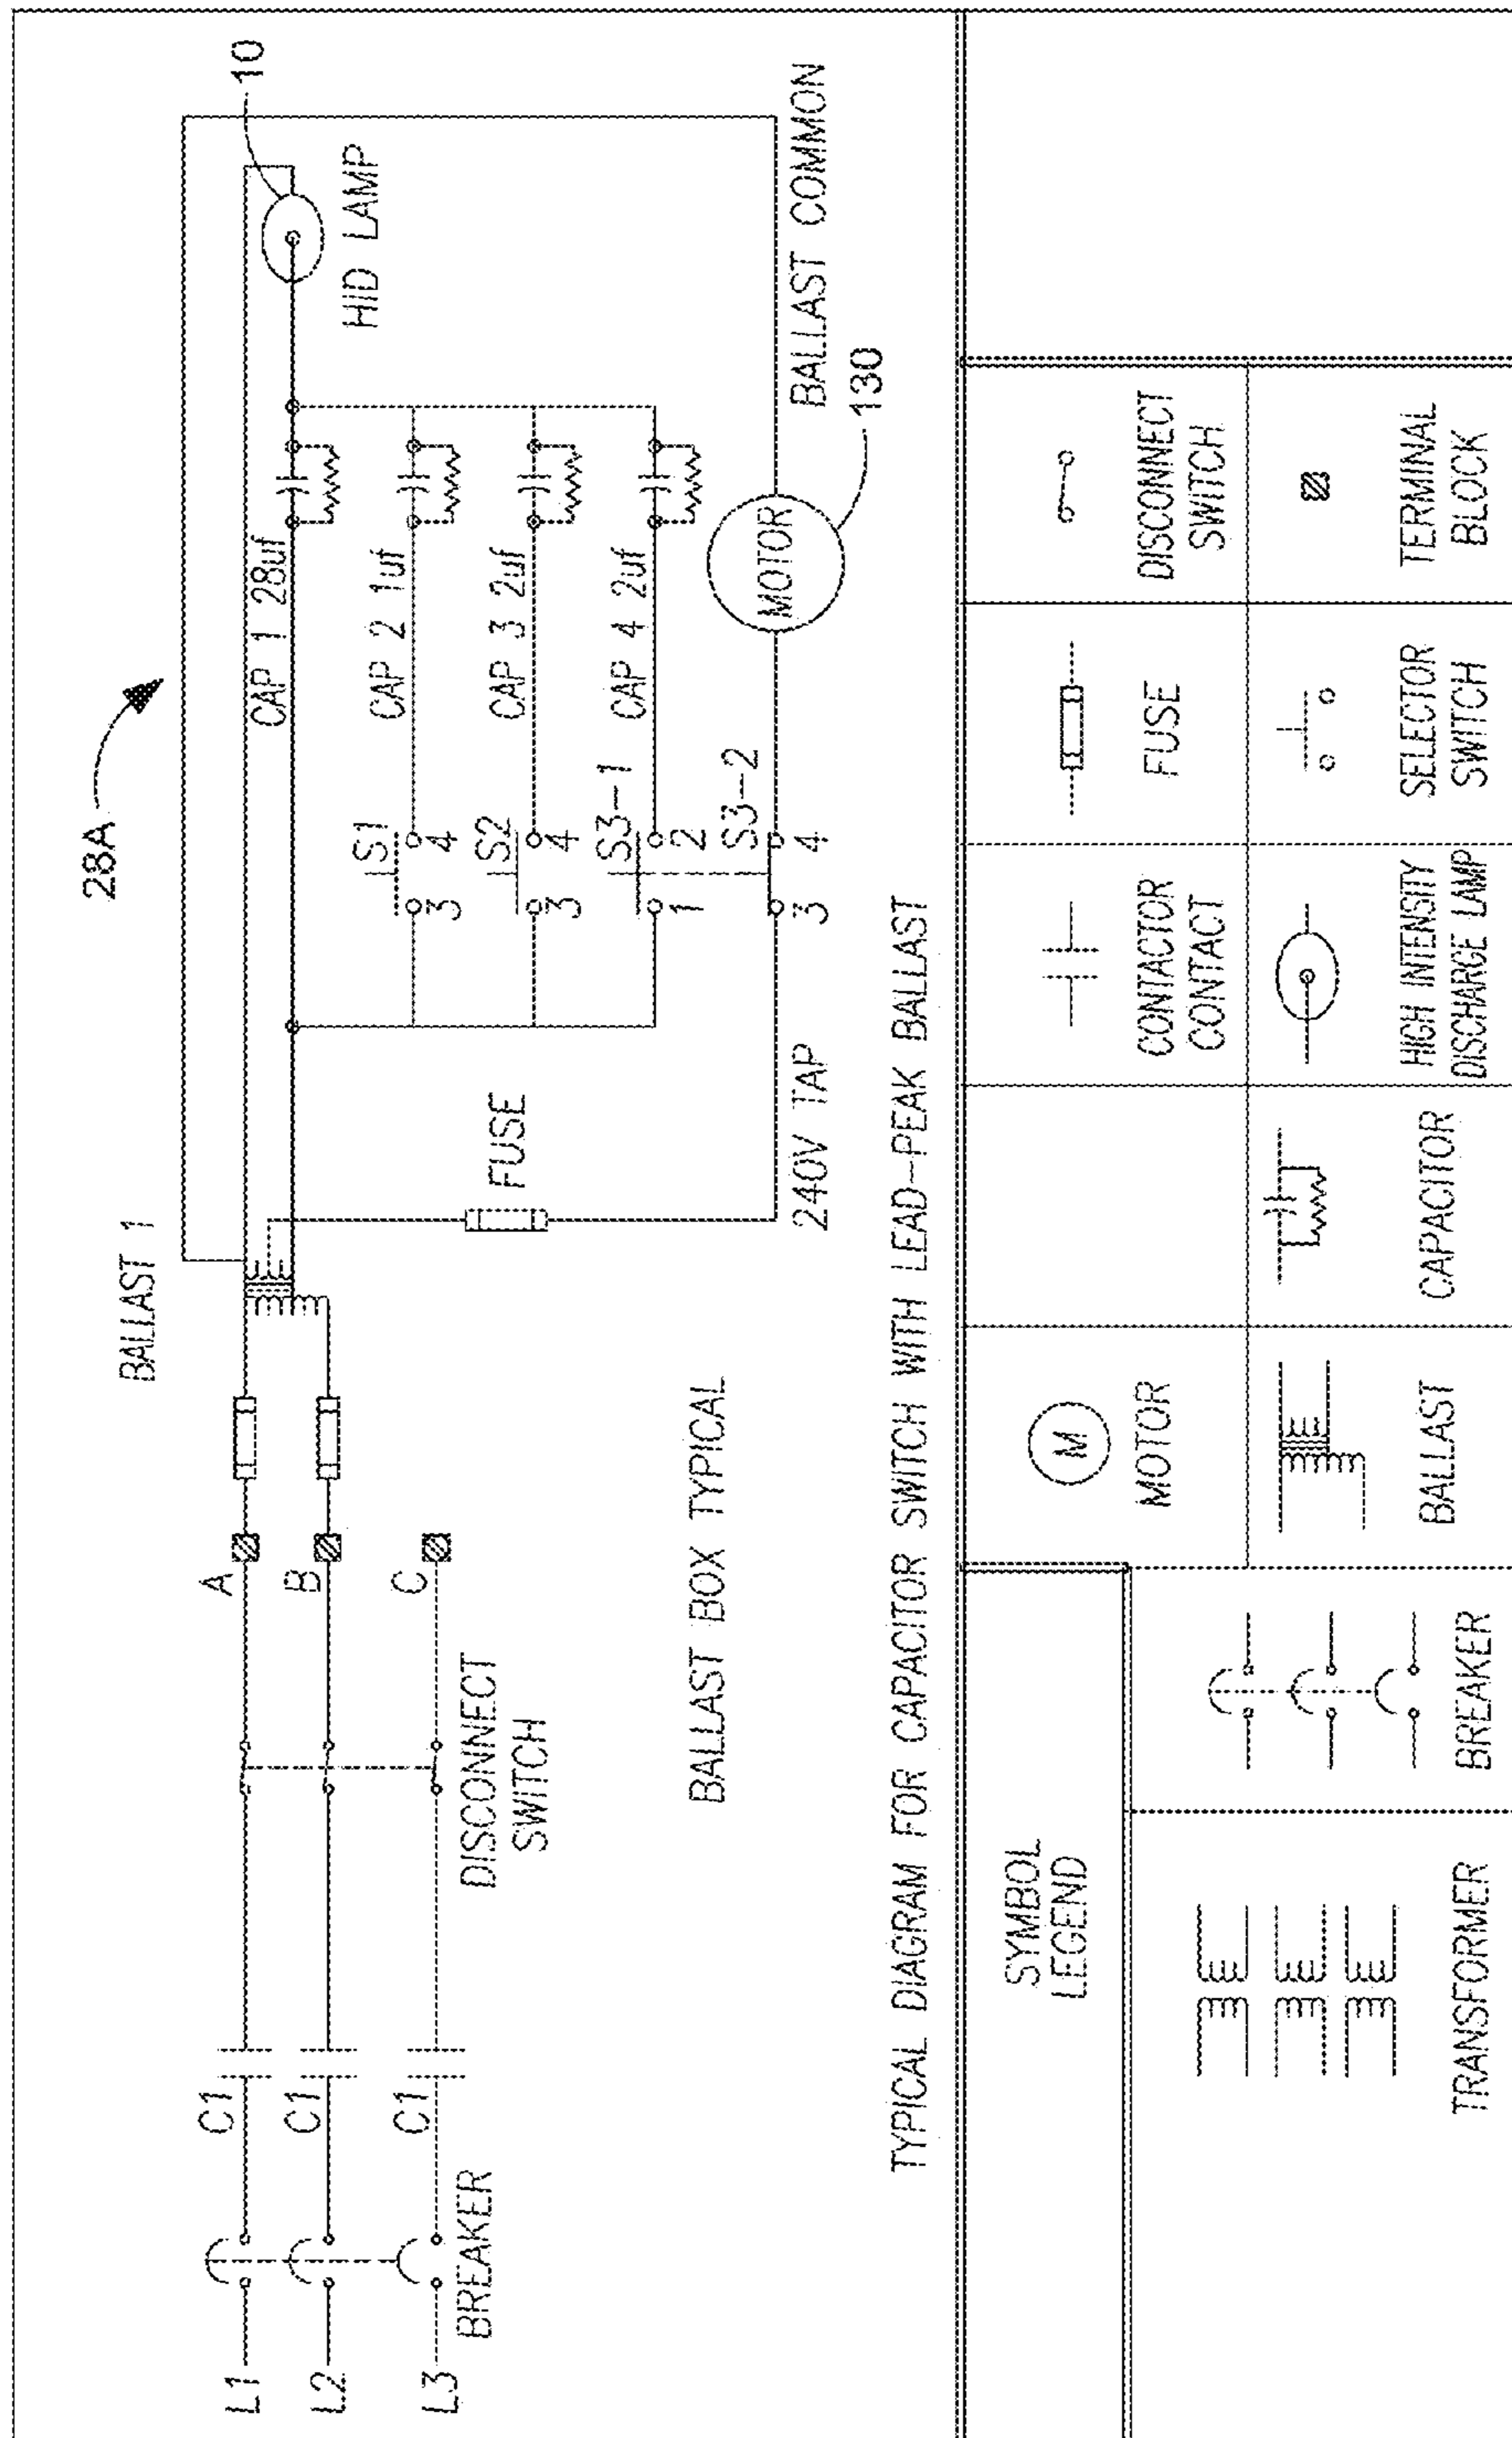 28A
BALLAST 1
10
HID LAMP
L1
C1
A
CAP 1 28uf
L2
C1
B
S1
3 4
CAP 2 1uf
L3
C1
C
S2
3 4
CAP 3 2uf
BREAKER
DISCONNECT
SWITCH
FUSE
S3-1
1 2
CAP 4 2uf
BALLAST BOX TYPICAL
S3-2
3 4
MOTOR
240V TAP
BALLAST COMMON
130
TYPICAL DIAGRAM FOR CAPACITOR SWITCH WITH LEAD-PEAK BALLAST
SYMBOL
LEGEND
M
MOTOR
CONTACTOR
CONTACT
FUSE
DISCONNECT
SWITCH
TRANSFORMER
BREAKER
BALLAST
CAPACITOR
HIGH INTENSITY
DISCHARGE LAMP
SELECTOR
SWITCH
TERMINAL
BLOCK